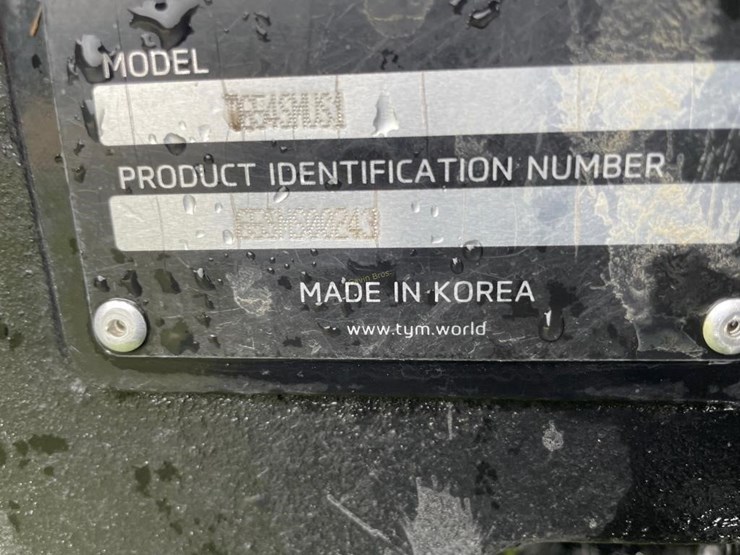 MODEL
PRODUCT IDENTIFICATION NUMBER
MADE IN KOREA
www.tym.world